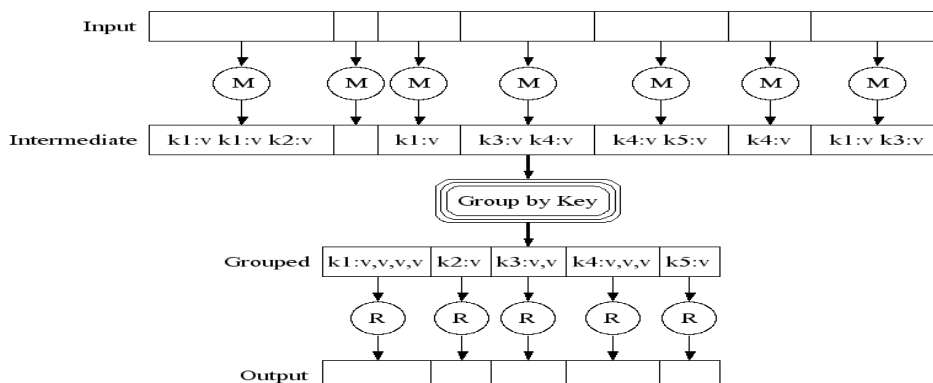 Input
M M M M M M M
Intermediate k1:v k1:v k2:v k1:v k3:v k4:v k4:v k5:v k4:v k1:v k3:v
Group by Key
Grouped k1:v,v,v,v k2:v k3:v,v k4:v,v,v k5:v
R R R R R
Output